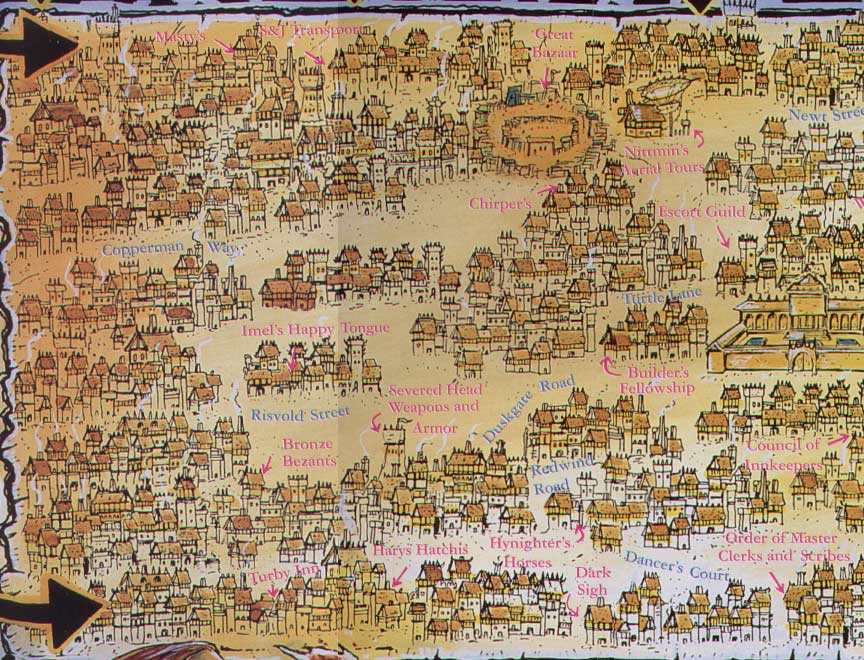 Masty's
S&J Transport
Great
Bazaar
Newt Stree
Nittmin's
Aerial Tours
Chirper's
Escort Guild
Copperman's Way
Turtle Lane
Imel's Happy Tongue
Builder's
Fellowship
Severed Head
Weapons and
Armor
Duskgate Road
Risvold Street
Bronze
Bezants
Council of
Innkeepers
Redwind
Road
Hynighter's
Horses
Harys Hatchis
Order of Master
Clerks and Scribes
Dancer's Court
Turby Inn
Dark
Sigh